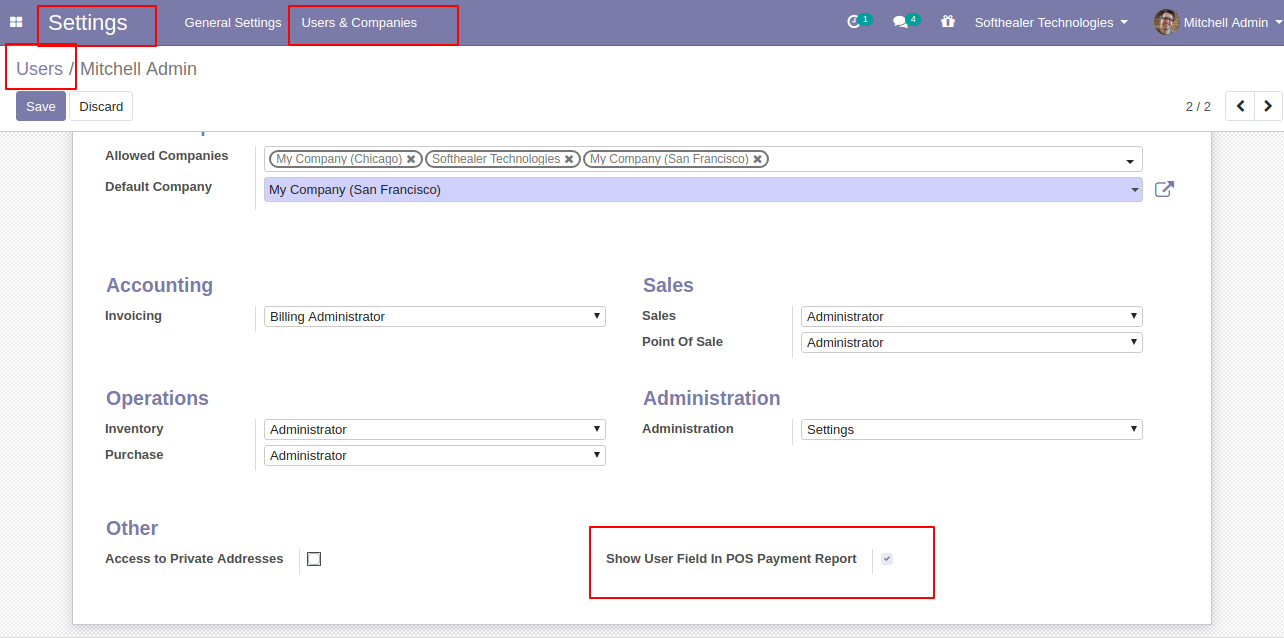 Settings General Settings Users & Companies 1 4 Softhealer Technologies Mitchell Admin
Users / Mitchell Admin
Save Discard 2 / 2
Allowed Companies My Company (Chicago) Softhealer Technologies My Company (San Francisco)
Default Company My Company (San Francisco)
Accounting Sales
Invoicing Billing Administrator Sales Administrator
Point Of Sale Administrator
Operations Administration
Inventory Administrator Administration Settings
Purchase Administrator
Other
Access to Private Addresses Show User Field In POS Payment Report